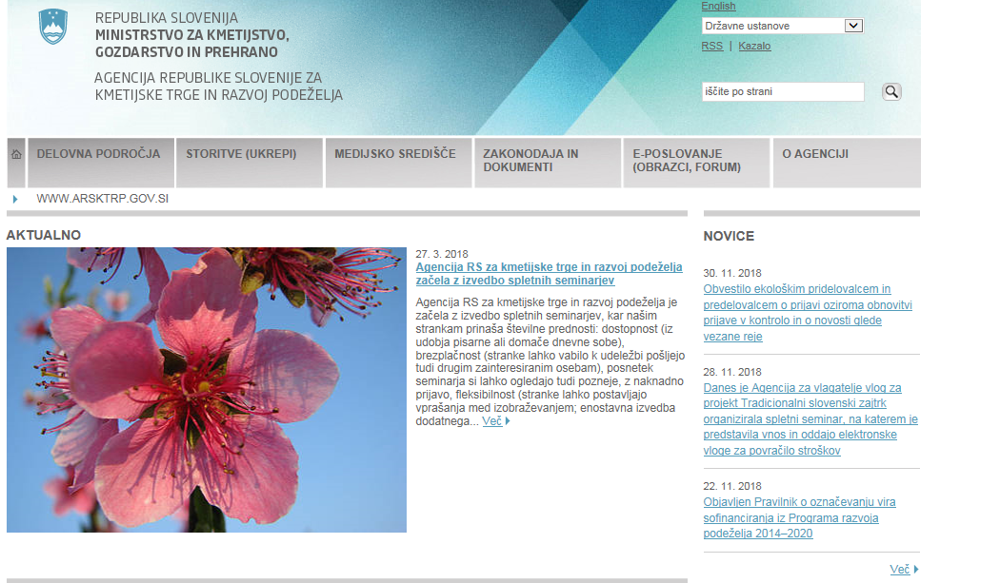 REPUBLIKA SLOVENIJA
MINISTRSTVO ZA KMETIJSTVO,
GOZDARSTVO IN PREHRANO
AGENCIJA REPUBLIKE SLOVENIJE ZA
KMETIJSKE TRGE IN RAZVOJ PODEŽELJA
English
Državne ustanove
RSS | Kazalo
iščite po strani
DELOVNA PODROČJA
STORITVE (UKREPI)
MEDIJSKO SREDIŠČE
ZAKONODAJA IN
DOKUMENTI
E-POSLOVANJE
(OBRAZCI, FORUM)
O AGENCIJI
WWW.ARSKTRP.GOV.SI
AKTUALNO
27. 3. 2018
Agencija RS za kmetijske trge in razvoj podeželja
začela z izvedbo spletnih seminarjev
Agencija RS za kmetijske trge in razvoj podeželja je
začela z izvedbo spletnih seminarjev, kar našim
strankam prinaša številne prednosti: dostopnost (iz
udobja pisarne ali domače dnevne sobe),
brezplačnost (stranke lahko vabilo k udeležbi pošljejo
tudi drugim zainteresiranim osebam), posnetek
seminarja si lahko ogledajo tudi pozneje, z naknadno
prijavo, fleksibilnost (stranke lahko postavljajo
vprašanja med izobraževanjem; enostavna izvedba
dodatnega... Več
NOVICE
30. 11. 2018
Obvestilo ekološkim pridelovalcem in
predelovalcem o prijavi oziroma obnovitvi
prijave v kontrolo in o novosti glede
vezane reje
28. 11. 2018
Danes je Agencija za vlagatelje vlog za
projekt Tradicionalni slovenski zajtrk
organizirala spletni seminar, na katerem je
predstavila vnos in oddajo elektronske
vloge za povračilo stroškov
22. 11. 2018
Objavljen Pravilnik o označevanju vira
sofinanciranja iz Programa razvoja
podeželja 2014–2020
Več